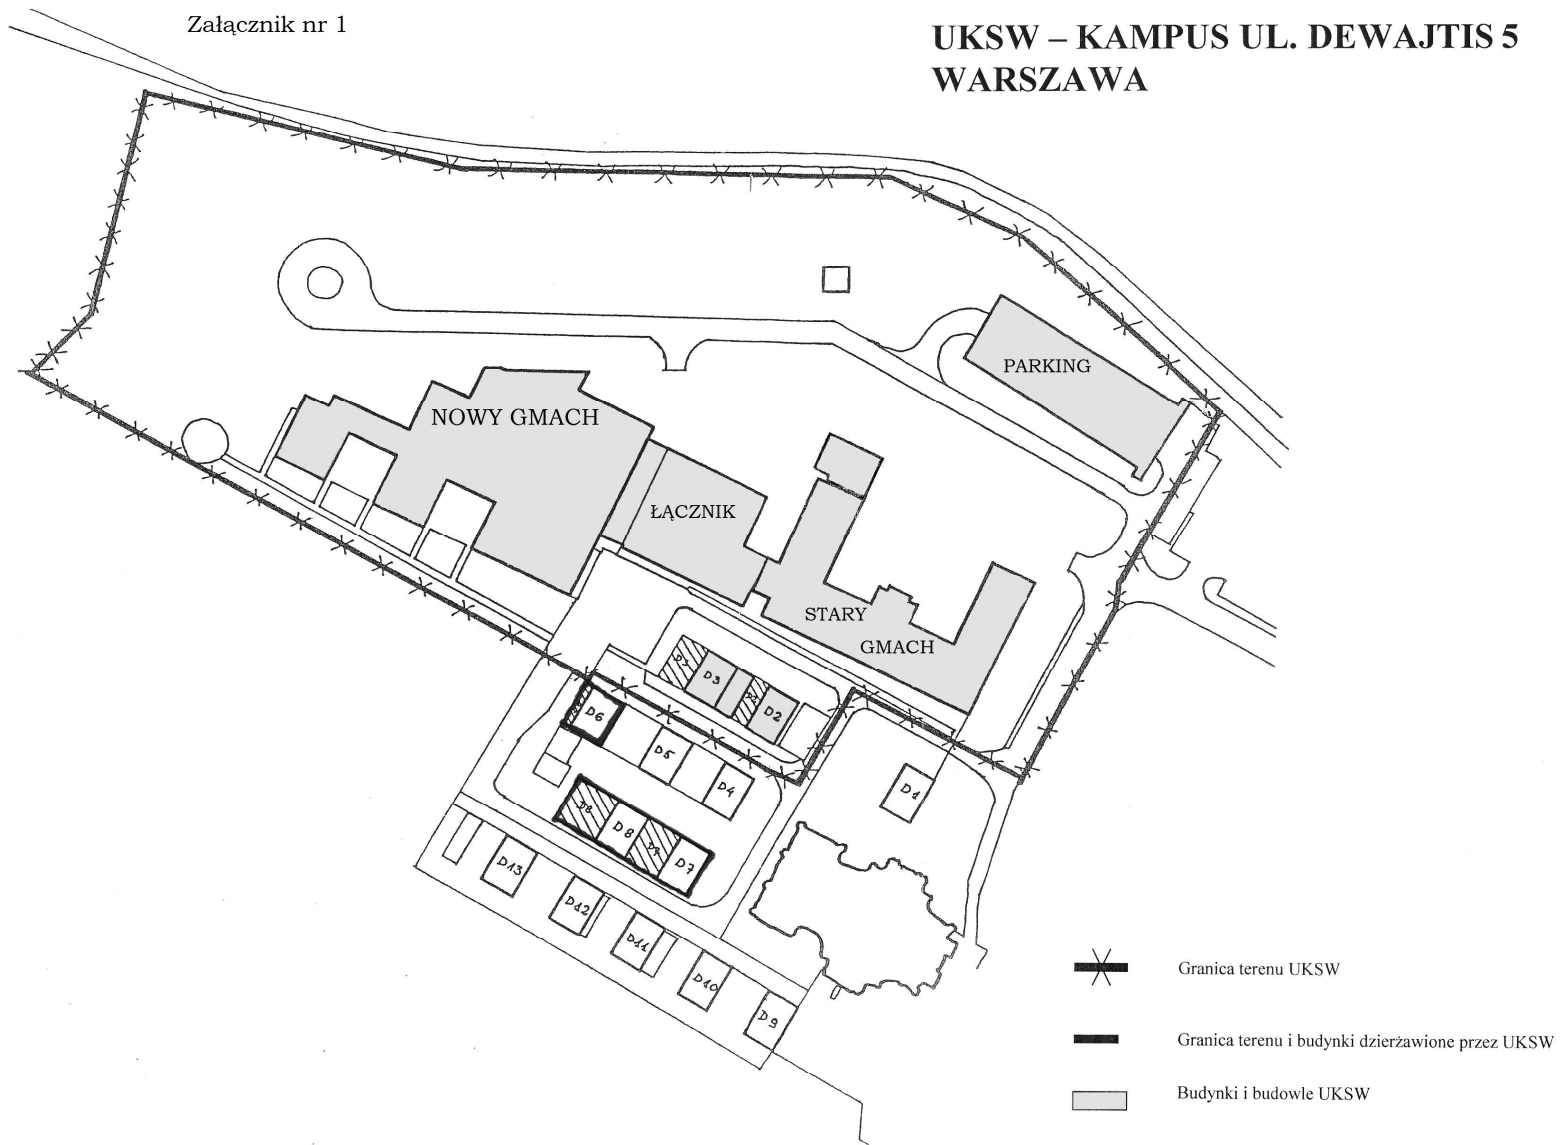 Załącznik nr 1
UKSW – KAMPUS UL. DEWAJTIS 5
WARSZAWA
PARKING
NOWY GMACH
ŁĄCZNIK
STARY
GMACH
D3
D2
D6
D5
D4
D1
D8
D8
D7
D13
D12
D11
D10
D9
Granica terenu UKSW
Granica terenu i budynki dzierżawione przez UKSW
Budynki i budowle UKSW